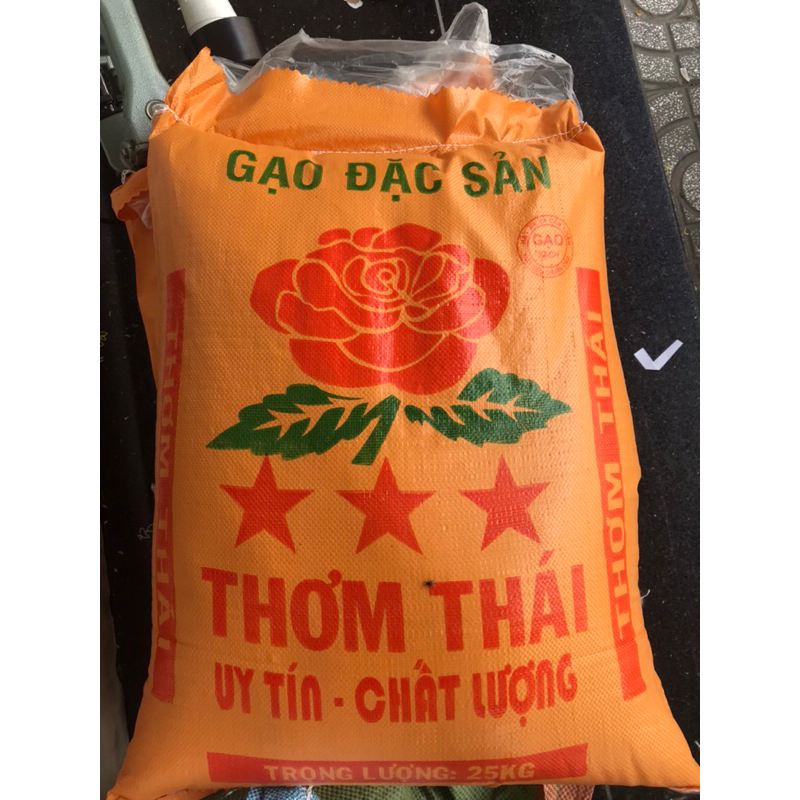 GẠO ĐẶC SẢN
GẠO
THƠM THÁI
THƠM THÁI
THƠM THÁI
UY TÍN - CHẤT LƯỢNG
TRỌNG LƯỢNG: 25KG